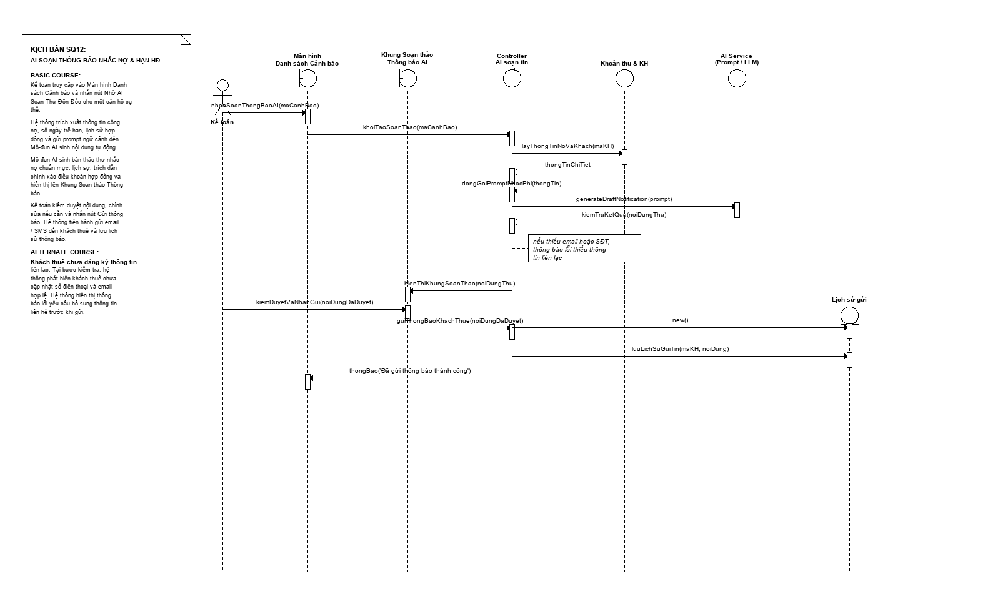 KỊCH BẢN SQ12:
AI SOẠN THÔNG BÁO NHẮC NỢ & HẠN HĐ
BASIC COURSE:
Kế toán truy cập vào Màn hình Danh
sách Cảnh báo và nhấn nút Nhờ AI
Soạn Thư Đôn Đốc cho một căn hộ cụ
thể.
Hệ thống trích xuất thông tin công
nợ, số ngày trễ hạn, lịch sử hợp
đồng và gửi prompt ngữ cảnh đến
Mô-đun AI sinh nội dung tự động.
Mô-đun AI sinh bản thảo thư nhắc
nợ chuẩn mực, lịch sự, trích dẫn
chính xác điều khoản hợp đồng và
hiển thị lên Khung Soạn thảo Thông
báo.
Kế toán kiểm duyệt nội dung, chỉnh
sửa nếu cần và nhấn nút Gửi thông
báo. Hệ thống tiến hành gửi email
/ SMS đến khách thuê và lưu lịch
sử thông báo.
ALTERNATE COURSE:
Khách thuê chưa đăng ký thông tin
liên lạc: Tại bước kiểm tra, hệ
thống phát hiện khách thuê chưa
cập nhật số điện thoại và email
hợp lệ. Hệ thống hiển thị thông
báo lỗi yêu cầu bổ sung thông tin
liên hệ trước khi gửi.
Kế toán
Màn hình
Danh sách Cảnh báo
Khung Soạn thảo
Thông báo AI
Controller
AI soạn tin
Khoản thu & KH
AI Service
(Prompt / LLM)
nhanSoanThongBaoAI(maCanhBao)
khoiTaoSoanThao(maCanhBao)
layThongTinNoVaKhach(maKH)
thongTinChiTiet
dongGoiPromptNhacPhi(thongTin)
generateDraftNotification(prompt)
kiemTraKetQua(noiDungThu)
nếu thiếu email hoặc SĐT,
thông báo lỗi thiếu thông
tin liên lạc
hienThiKhungSoanThao(noiDungThu)
Lịch sử gửi
kiemDuyetVaNhanGui(noiDungDaDuyet)
guiThongBaoKhachThue(noiDungDaDuyet)
new()
luuLichSuGuiTin(maKH, noiDung)
thongBao('Đã gửi thông báo thành công')